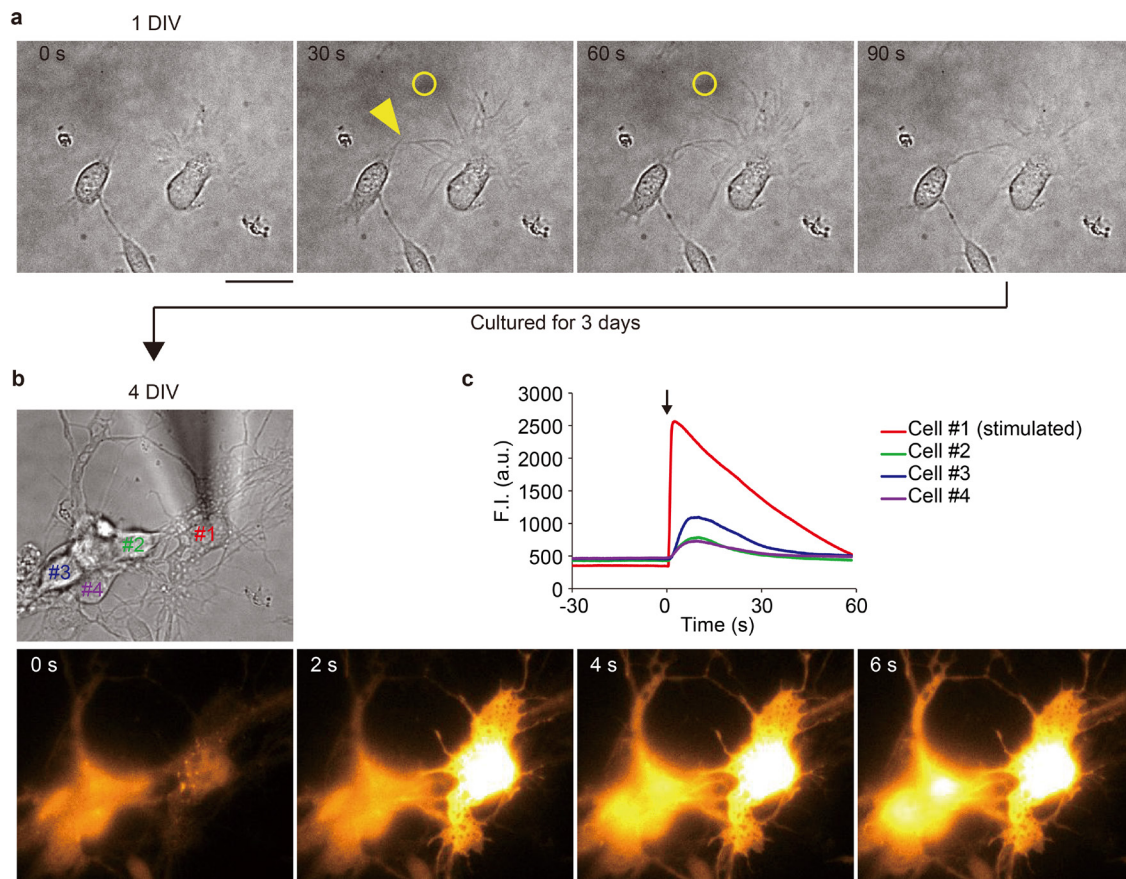 a
1 DIV
0 s
30 s
60 s
90 s
Cultured for 3 days
b
4 DIV
#1
#2
#3
#4
c
3000
2500
2000
1500
1000
500
0
-30
0
30
60
F.I. (a.u.)
Time (s)
Cell #1 (stimulated)
Cell #2
Cell #3
Cell #4
0 s
2 s
4 s
6 s